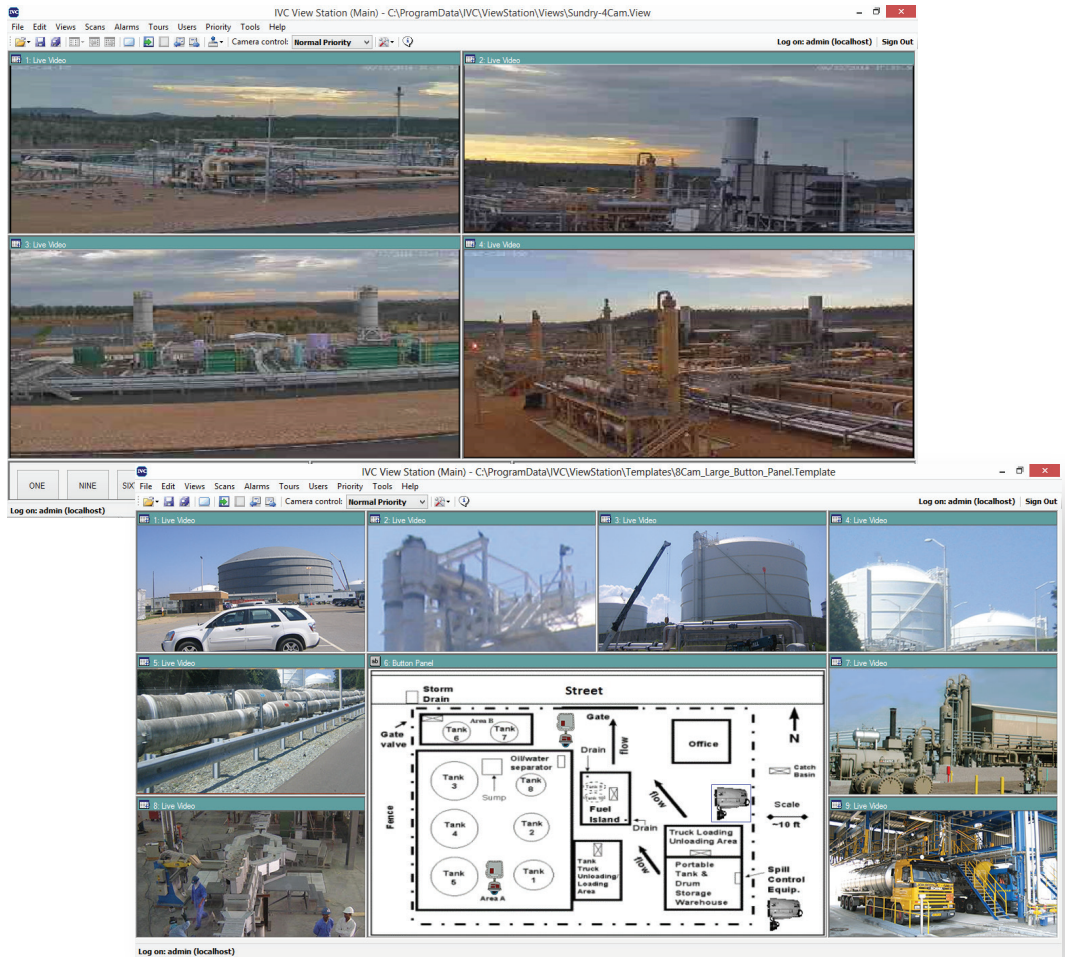 IVC
IVC View Station (Main) - C:\ProgramData\IVC\ViewStation\Views\Sundry-4Cam.View
File Edit Views Scans Alarms Tours Users Priority Tools Help
Camera control: Normal Priority
Log on: admin (localhost) Sign Out
1: Live Video
2: Live Video
3: Live Video
4: Live Video
ONE NINE
Log on: admin (localhost)
IVC
IVC View Station (Main) - C:\ProgramData\IVC\ViewStation\Templates\8Cam_Large_Button_Panel.Template
File Edit Views Scans Alarms Tours Users Priority Tools Help
Camera control: Normal Priority
Log on: admin (localhost) Sign Out
1: Live Video
2: Live Video
3: Live Video
4: Live Video
5: Live Video
ab 6: Button Panel
7: Live Video
8: Live Video
9: Live Video
Storm
Drain
Street
Gate
valve
Area B
Tank
6
Tank
7
Gate
flow
Drain
Office
N
Catch
Basin
Oil/water
separator
Tank
3
Sump
Tank
8
Fence
Fuel
Island
flow
Drain
Scale
~10 ft
Tank
4
Tank
2
Truck Loading
Unloading Area
flow
Tank
5
Area A
Tank
1
Tank
Truck
Unloading/
Loading
Area
Portable
Tank &
Drum
Storage
Warehouse
Spill
Control
Equip.
Log on: admin (localhost)